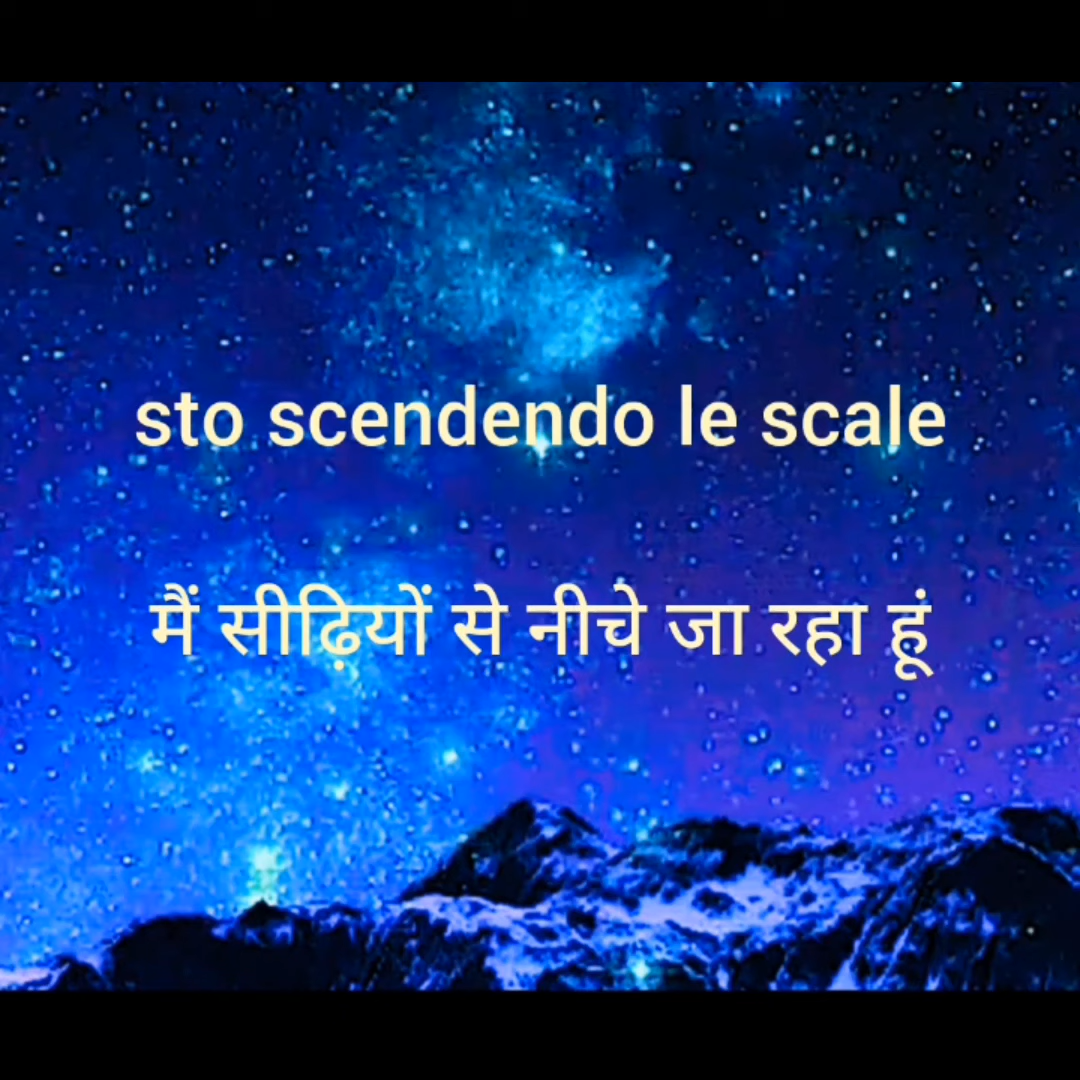 sto scendendo le scale
मैं सीढ़ियों से नीचे जा रहा हूं